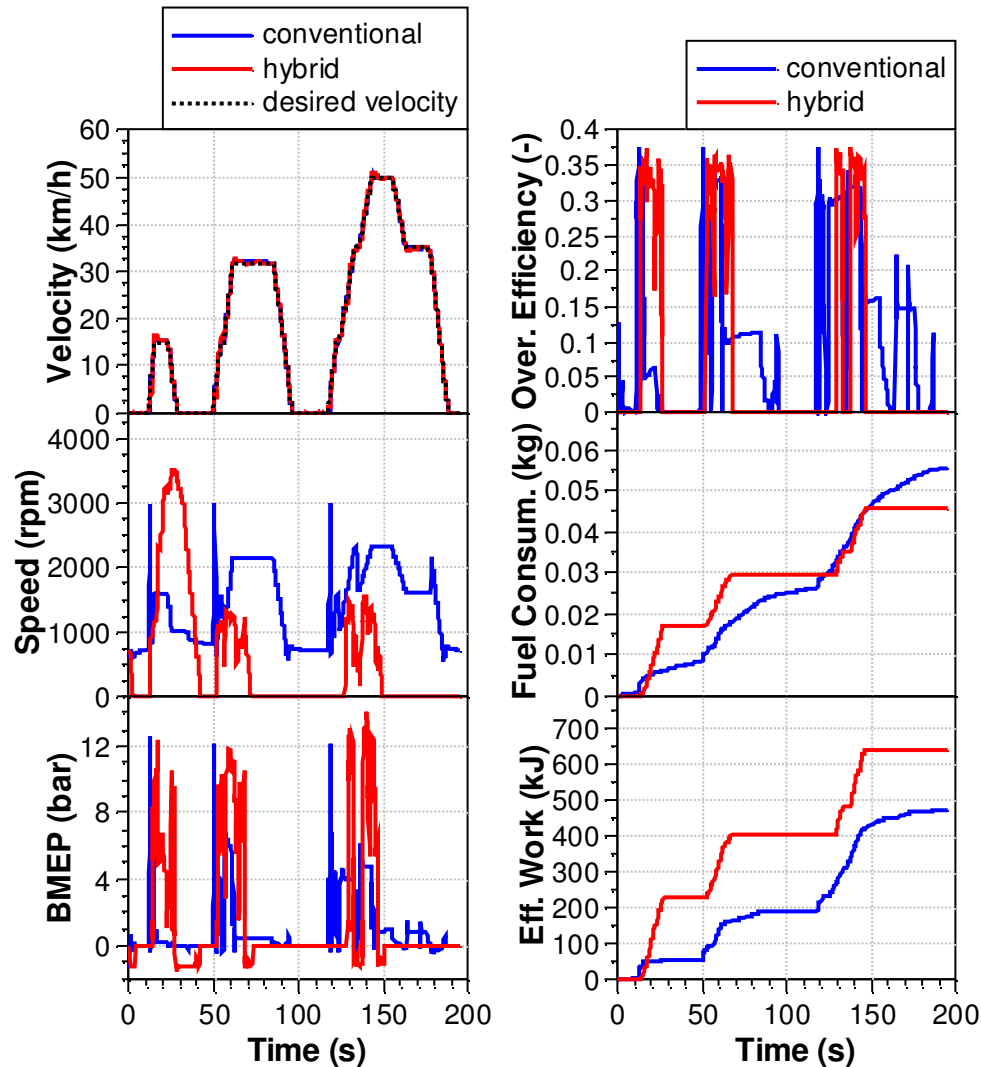 conventional
hybrid
desired velocity
conventional
hybrid
60
50
40
30
20
10
0
Velocity (km/h)
0.4
0.35
0.3
0.25
0.2
0.15
0.1
0.05
0
Over. Efficiency (-)
4000
3000
2000
1000
0
Speed (rpm)
0.06
0.05
0.04
0.03
0.02
0.01
0
Fuel Consum. (kg)
12
8
4
0
BMEP (bar)
700
600
500
400
300
200
100
0
Eff. Work (kJ)
0 50 100 150 200
Time (s)
0 50 100 150 200
Time (s)